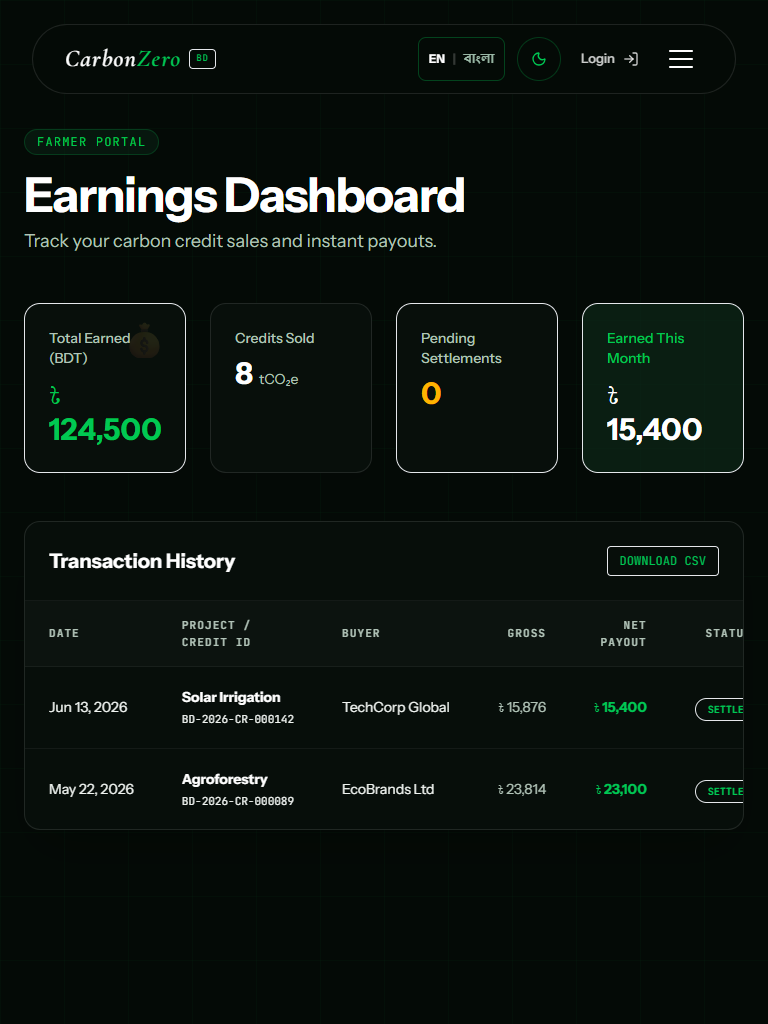 CarbonZero BD
EN | বাংলা
Login
FARMER PORTAL
Earnings Dashboard
Track your carbon credit sales and instant payouts.
Total Earned
(BDT)
৳
124,500
Credits Sold
8 tCO₂e
Pending
Settlements
0
Earned This
Month
৳
15,400
Transaction History
DOWNLOAD CSV
DATE
PROJECT /
CREDIT ID
BUYER
GROSS
NET
PAYOUT
STATU
Jun 13, 2026
Solar Irrigation
BD-2026-CR-000142
TechCorp Global
৳ 15,876
৳ 15,400
SETTLE
May 22, 2026
Agroforestry
BD-2026-CR-000089
EcoBrands Ltd
৳ 23,814
৳ 23,100
SETTLE